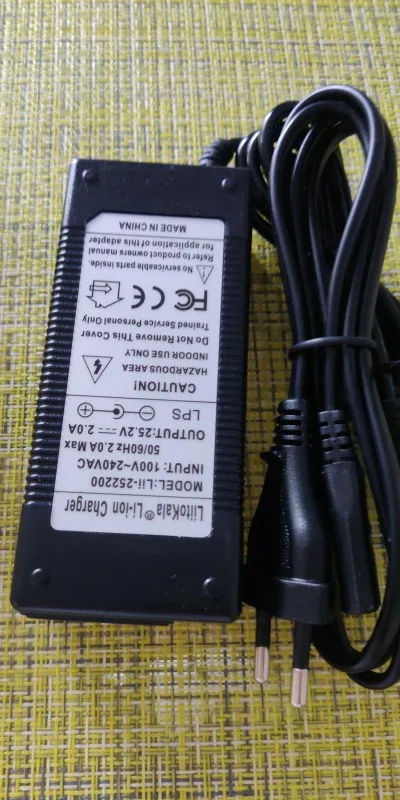 LiitoKala®Li-ion Charger
MODEL:Lii-252200
INPUT: 100V~240VAC
50/60Hz 2.0A Max
OUTPUT:25.2V⎓2.0A
LPS
CAUTION!
HAZARDOUS AREA
INDOOR USE ONLY
Do Not Remove This Cover
Trained Service Personal Only
FC CE
No serviceable parts inside.
Refer to product owners manual
for application of this adapter
MADE IN CHINA